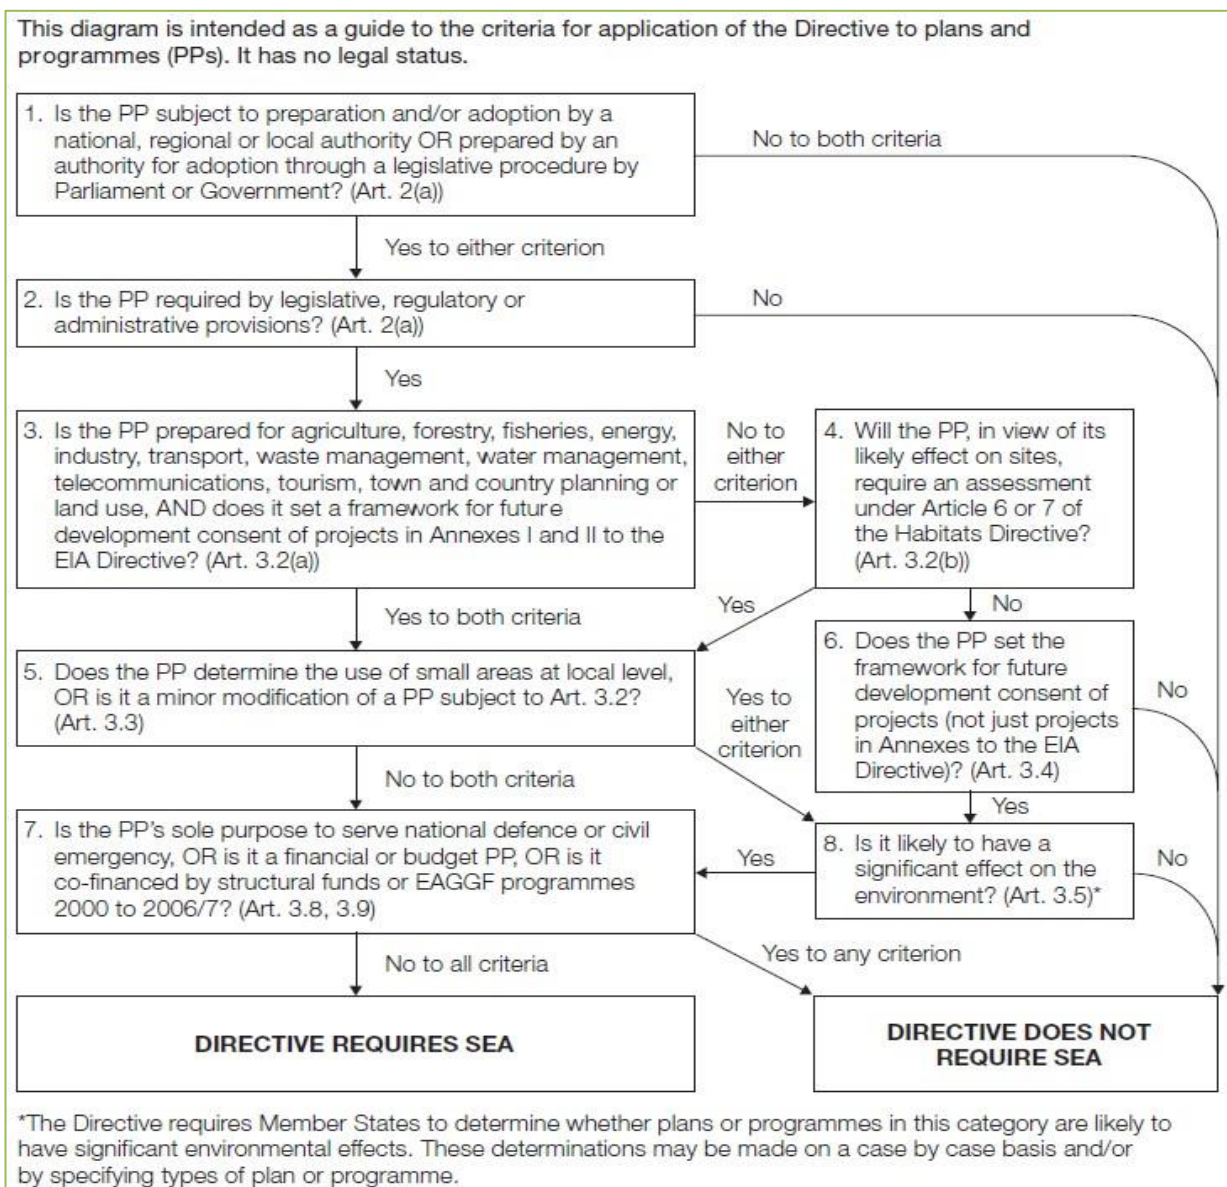 This diagram is intended as a guide to the criteria for application of the Directive to plans and
programmes (PPs). It has no legal status.
1. Is the PP subject to preparation and/or adoption by a
national, regional or local authority OR prepared by an
authority for adoption through a legislative procedure by
Parliament or Government? (Art. 2(a))
No to both criteria
Yes to either criterion
2. Is the PP required by legislative, regulatory or
administrative provisions? (Art. 2(a))
No
Yes
3. Is the PP prepared for agriculture, forestry, fisheries, energy,
industry, transport, waste management, water management,
telecommunications, tourism, town and country planning or
land use, AND does it set a framework for future
development consent of projects in Annexes I and II to the
EIA Directive? (Art. 3.2(a))
No to
either
criterion
4. Will the PP, in view of its
likely effect on sites,
require an assessment
under Article 6 or 7 of
the Habitats Directive?
(Art. 3.2(b))
Yes to both criteria
Yes
No
5. Does the PP determine the use of small areas at local level,
OR is it a minor modification of a PP subject to Art. 3.2?
(Art. 3.3)
Yes to
either
criterion
6. Does the PP set the
framework for future
development consent of
projects (not just projects
in Annexes to the EIA
Directive)? (Art. 3.4)
No
No to both criteria
Yes
7. Is the PP's sole purpose to serve national defence or civil
emergency, OR is it a financial or budget PP, OR is it
co-financed by structural funds or EAGGF programmes
2000 to 2006/7? (Art. 3.8, 3.9)
Yes
8. Is it likely to have a
significant effect on the
environment? (Art. 3.5)*
No
No to all criteria
Yes to any criterion
DIRECTIVE REQUIRES SEA
DIRECTIVE DOES NOT
REQUIRE SEA
*The Directive requires Member States to determine whether plans or programmes in this category are likely to
have significant environmental effects. These determinations may be made on a case by case basis and/or
by specifying types of plan or programme.